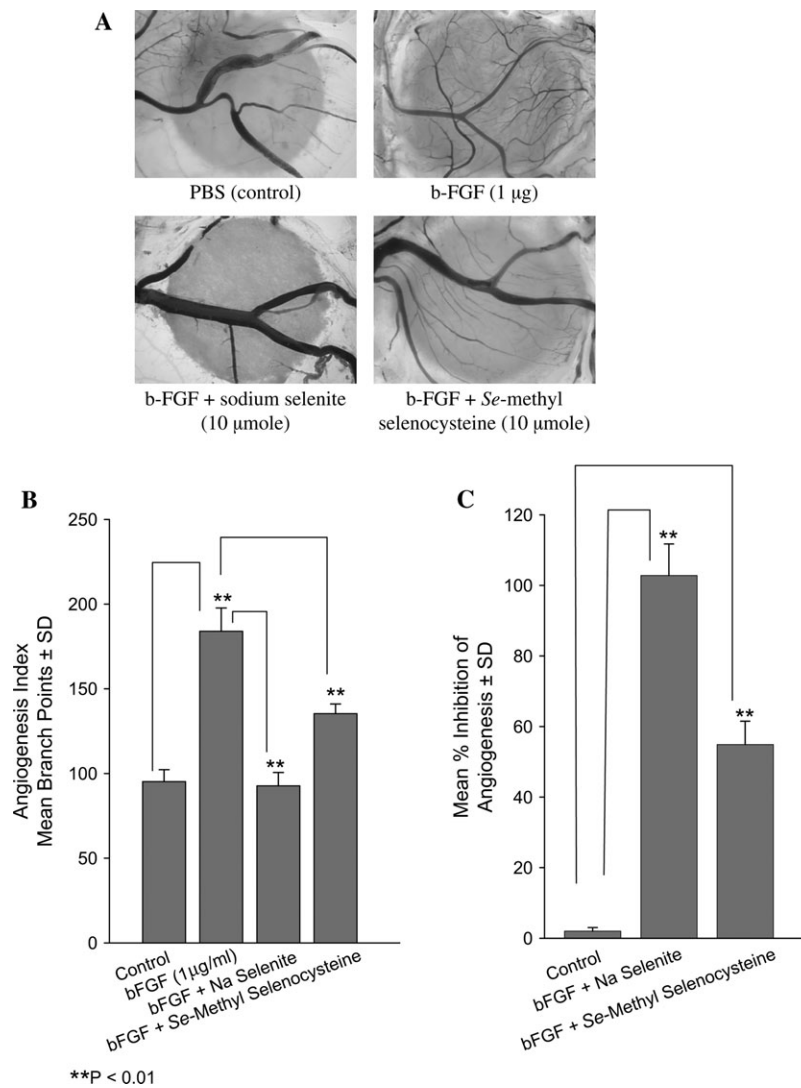 A
PBS (control)
b-FGF (1 μg)
b-FGF + sodium selenite
(10 μmole)
b-FGF + Se-methyl
selenocysteine (10 μmole)
B
Angiogenesis Index
Mean Branch Points ± SD
250
200
150
100
50
0
**
**
**
Control
bFGF (1μg/ml)
bFGF + Na Selenite
bFGF + Se-Methyl Selenocysteine
**P < 0.01
C
Mean % Inhibition of
Angiogenesis ± SD
120
100
80
60
40
20
0
**
**
Control
bFGF + Na Selenite
bFGF + Se-Methyl Selenocysteine